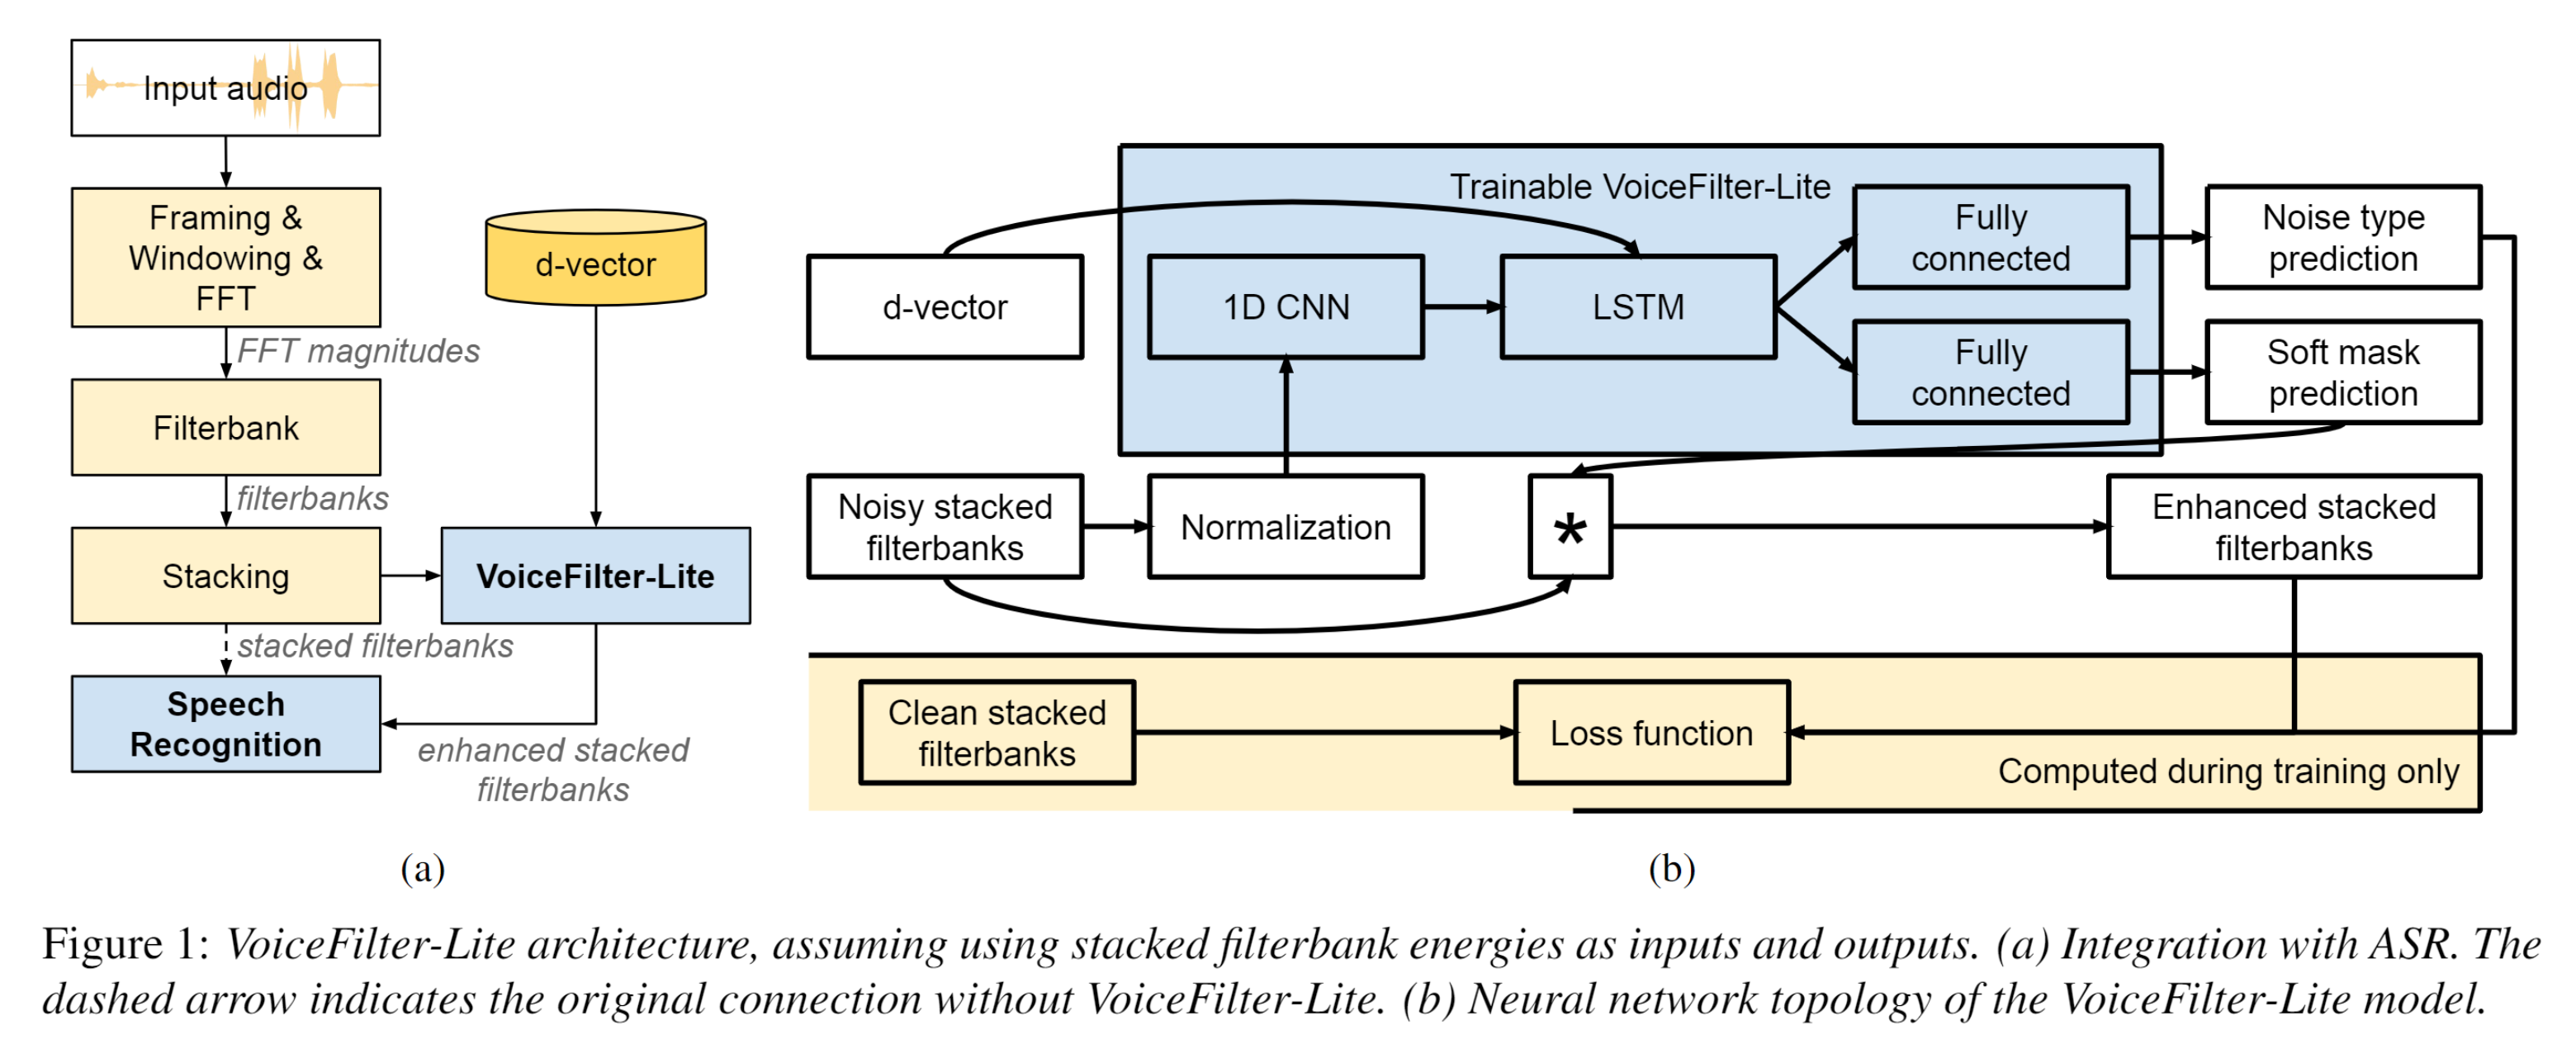 Input audio
Framing &
Windowing &
FFT
FFT magnitudes
Filterbank
filterbanks
Stacking
stacked filterbanks
Speech
Recognition
d-vector
VoiceFilter-Lite
enhanced stacked
filterbanks
(a)
Trainable VoiceFilter-Lite
d-vector
1D CNN
LSTM
Fully
connected
Fully
connected
Noise type
prediction
Soft mask
prediction
Noisy stacked
filterbanks
Normalization
*
Enhanced stacked
filterbanks
Clean stacked
filterbanks
Loss function
Computed during training only
(b)
Figure 1: VoiceFilter-Lite architecture, assuming using stacked filterbank energies as inputs and outputs. (a) Integration with ASR. The
dashed arrow indicates the original connection without VoiceFilter-Lite. (b) Neural network topology of the VoiceFilter-Lite model.